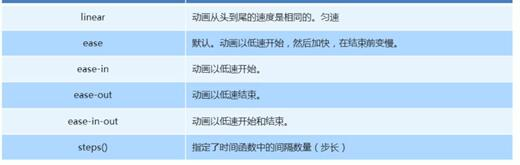 linear 动画从头到尾的速度是相同的。匀速
ease 默认。动画以低速开始，然后加快，在结束前变慢。
ease-in 动画以低速开始。
ease-out 动画以低速结束。
ease-in-out 动画以低速开始和结束。
steps() 指定了时间函数中的间隔数量（步长）